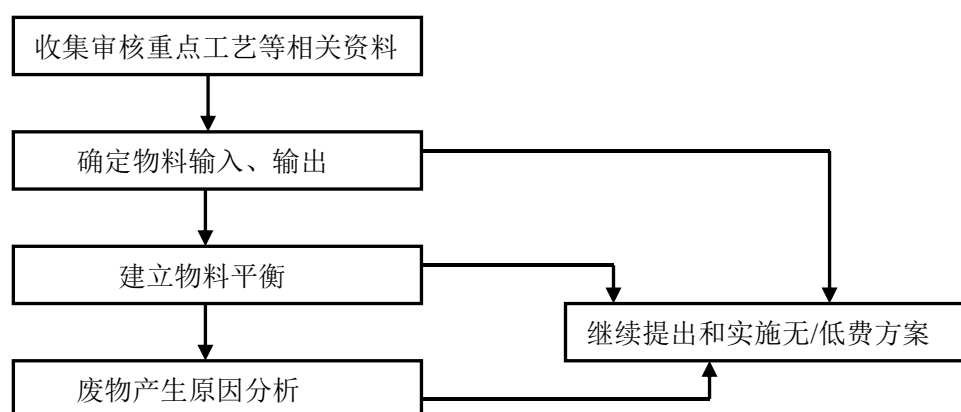 收集审核重点工艺等相关资料
确定物料输入、输出
建立物料平衡
继续提出和实施无/低费方案
废物产生原因分析